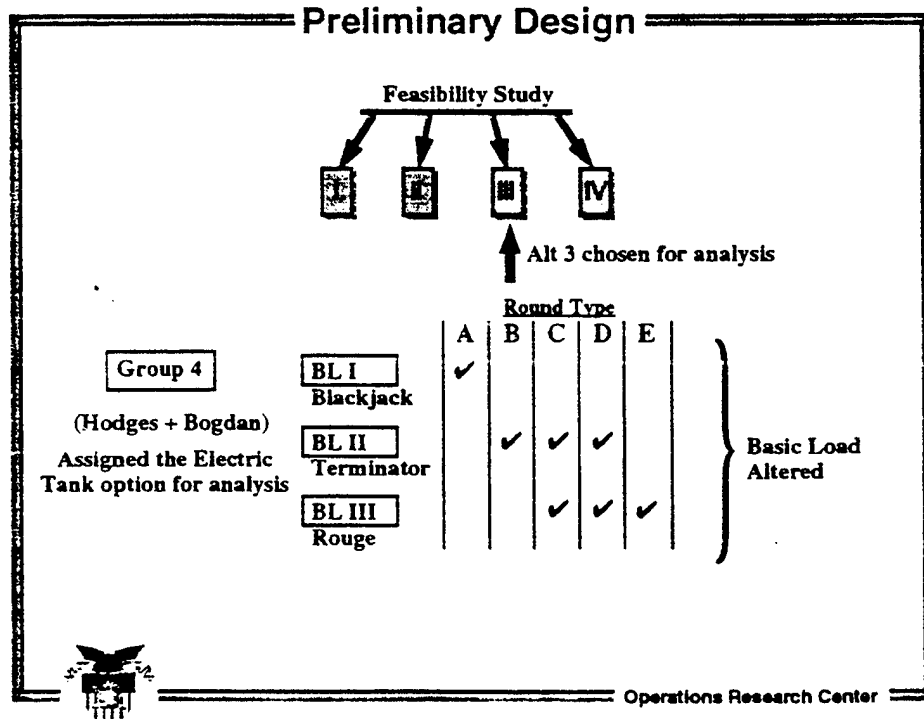 Preliminary Design
Feasibility Study
I II III IV
Alt 3 chosen for analysis
Round Type
A B C D E
Group 4
(Hodges + Bogdan)
Assigned the Electric
Tank option for analysis
BL I ✓
Blackjack
BL II ✓ ✓ ✓
Terminator
BL III ✓ ✓ ✓
Rouge
Basic Load
Altered
Operations Research Center